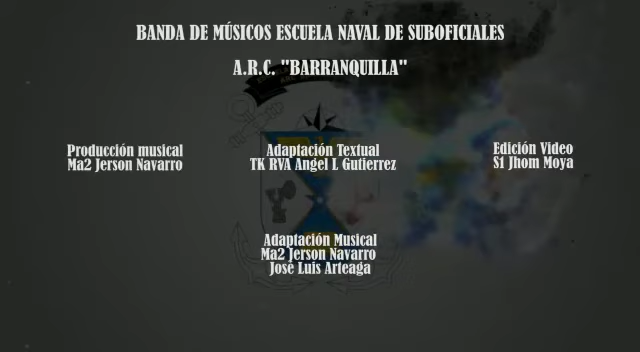 BANDA DE MÚSICOS ESCUELA NAVAL DE SUBOFICIALES
A.R.C. "BARRANQUILLA"
Producción musical
Ma2 Jerson Navarro
Adaptación Textual
TK RVA Angel L Gutierrez
Edición Video
S1 Jhom Moya
Adaptación Musical
Ma2 Jerson Navarro
José Luis Arteaga